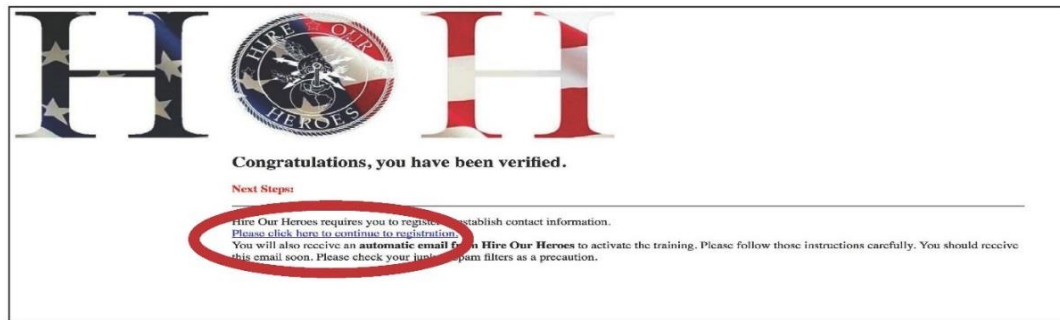 H H
HIRE OUR
HEROES
Congratulations, you have been verified.
Next Steps:
Hire Our Heroes requires you to register establish contact information.
Please click here to continue to registration.
You will also receive an automatic email from Hire Our Heroes to activate the training. Please follow those instructions carefully. You should receive
this email soon. Please check your spam filters as a precaution.